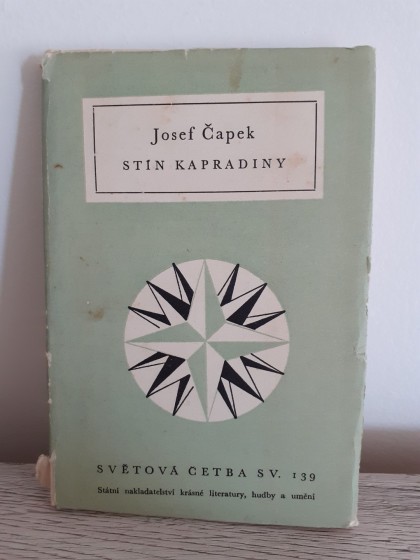 Josef Čapek
STÍN KAPRADINY
SVĚTOVÁ ČETBA SV. 139
Státní nakladatelství krásné literatury, hudby a umění